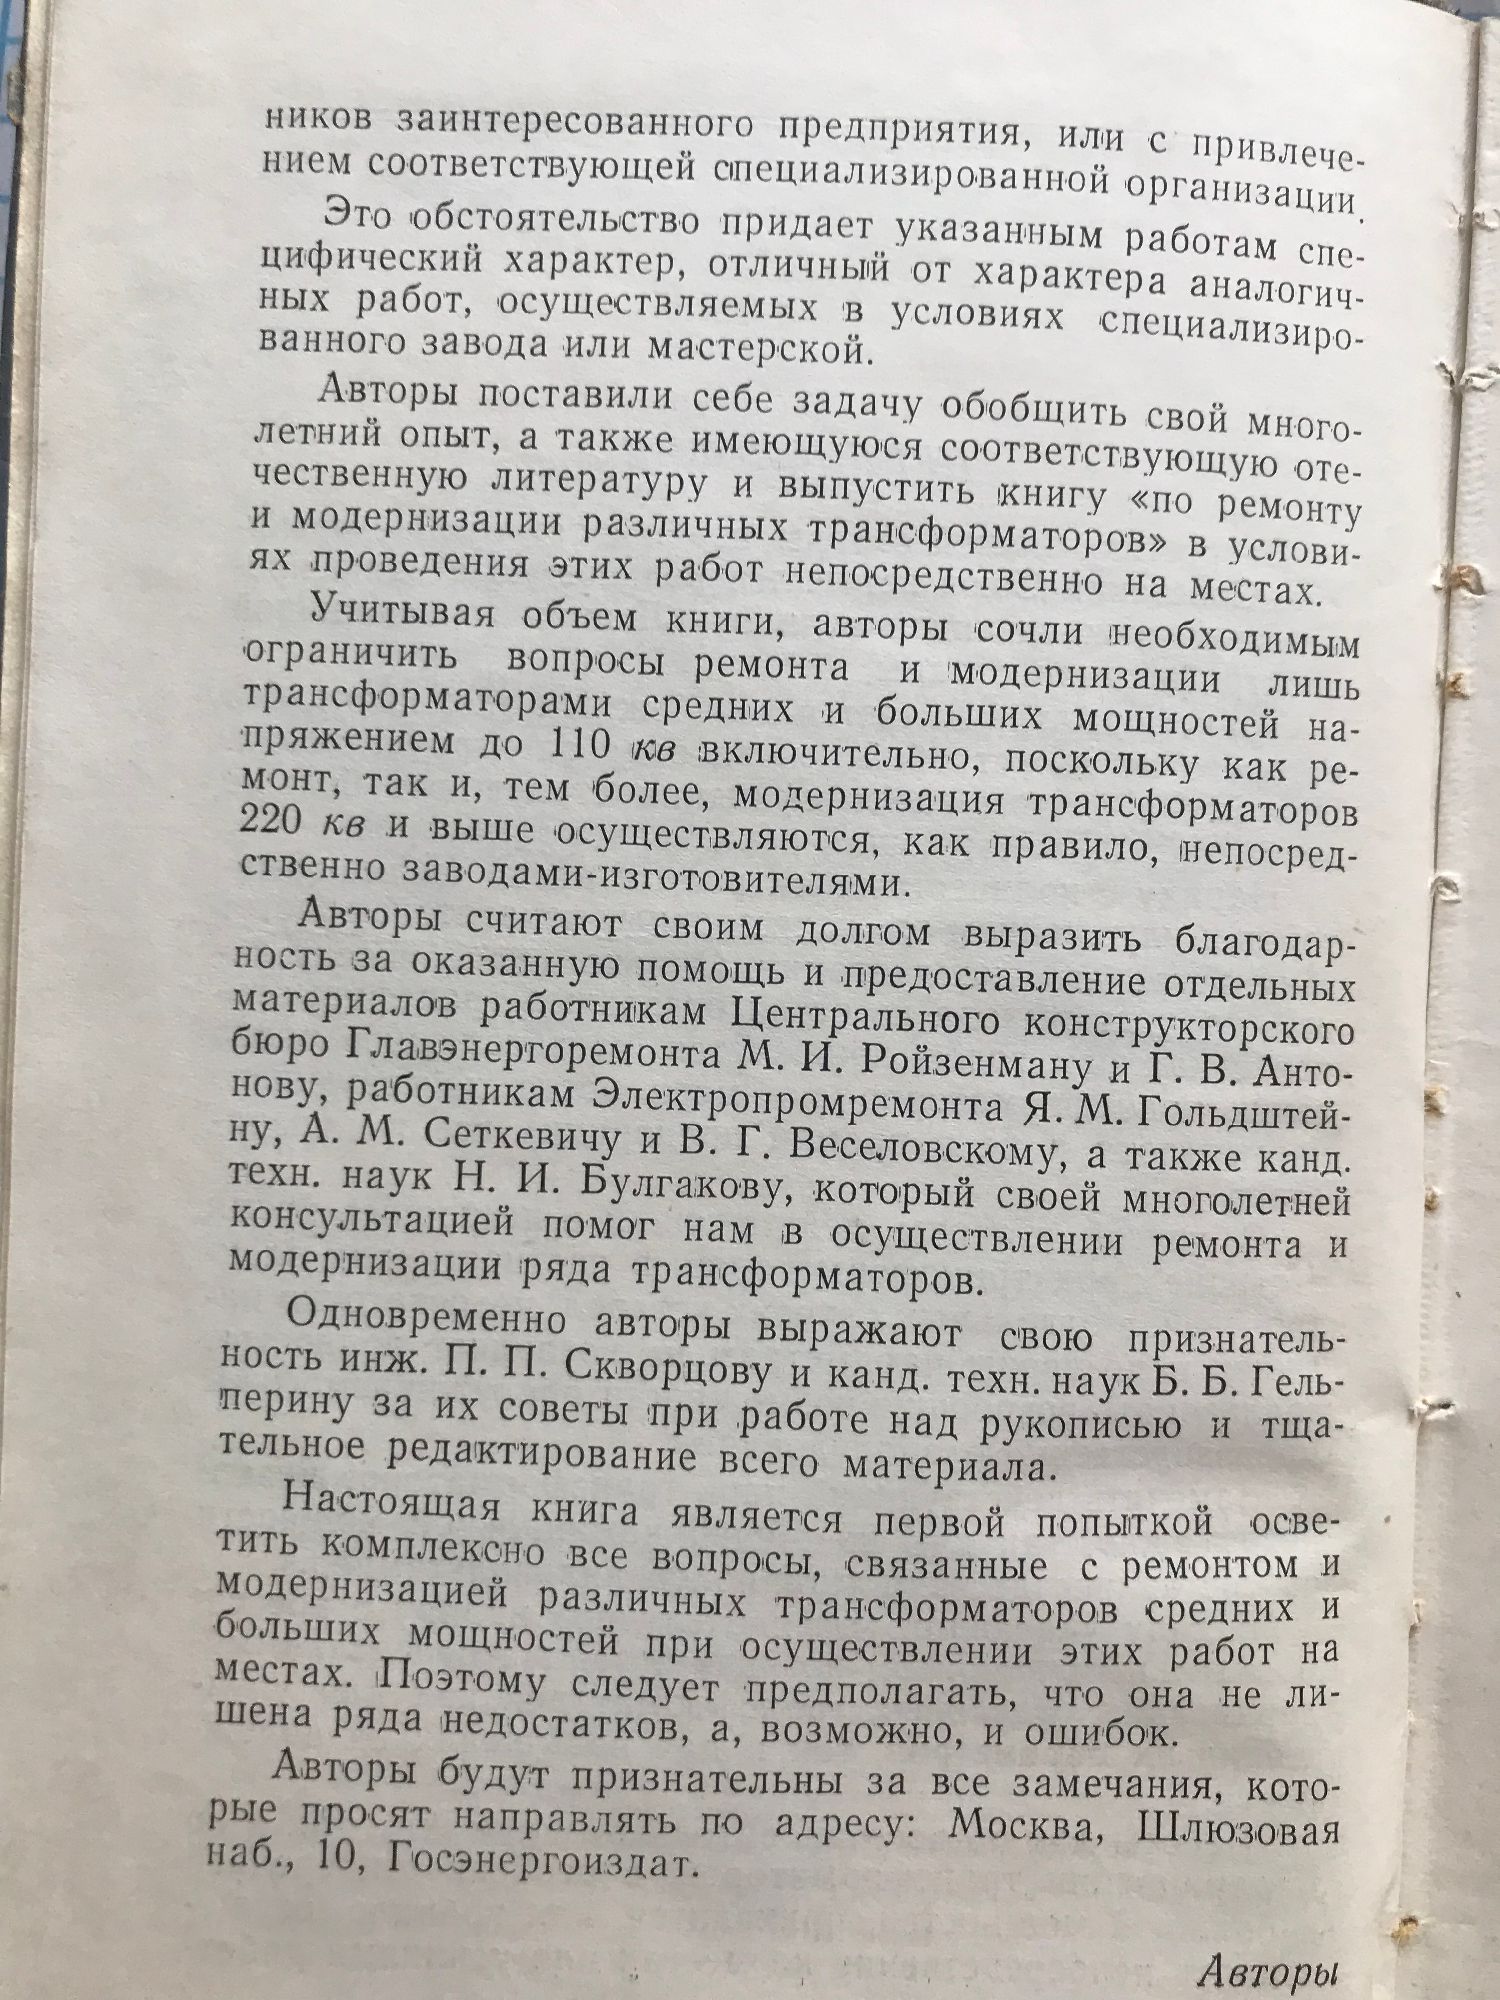 ников заинтересованного предприятия, или с привлече-
нием соответствующей специализированной организации.
Это обстоятельство придает указанным работам спе-
цифический характер, отличный от характера аналогич-
ных работ, осуществляемых в условиях специализиро-
ванного завода или мастерской.
Авторы поставили себе задачу обобщить свой много-
летний опыт, а также имеющуюся соответствующую оте-
чественную литературу и выпустить книгу «по ремонту
и модернизации различных трансформаторов» в услови-
ях проведения этих работ непосредственно на местах.
Учитывая объем книги, авторы сочли необходимым
ограничить вопросы ремонта и модернизации лишь
трансформаторами средних и больших мощностей на-
пряжением до 110 кв включительно, поскольку как ре-
монт, так и, тем более, модернизация трансформаторов
220 кв и выше осуществляются, как правило, непосред-
ственно заводами-изготовителями.
Авторы считают своим долгом выразить благодар-
ность за оказанную помощь и предоставление отдельных
материалов работникам Центрального конструкторского
бюро Главэнергоремонта М. И. Ройзенману и Г. В. Анто-
нову, работникам Электропромремонта Я. М. Гольдштей-
ну, А. М. Сеткевичу и В. Г. Веселовскому, а также канд.
техн. наук Н. И. Булгакову, который своей многолетней
консультацией помог нам в осуществлении ремонта и
модернизации ряда трансформаторов.
Одновременно авторы выражают свою признатель-
ность инж. П. П. Скворцову и канд. техн. наук Б. Б. Гель-
перину за их советы при работе над рукописью и тща-
тельное редактирование всего материала.
Настоящая книга является первой попыткой осве-
тить комплексно все вопросы, связанные с ремонтом и
модернизацией различных трансформаторов средних и
больших мощностей при осуществлении этих работ на
местах. Поэтому следует предполагать, что она не ли-
шена ряда недостатков, а, возможно, и ошибок.
Авторы будут признательны за все замечания, кото-
рые просят направлять по адресу: Москва, Шлюзовая
наб., 10, Госэнергоиздат.
Авторы